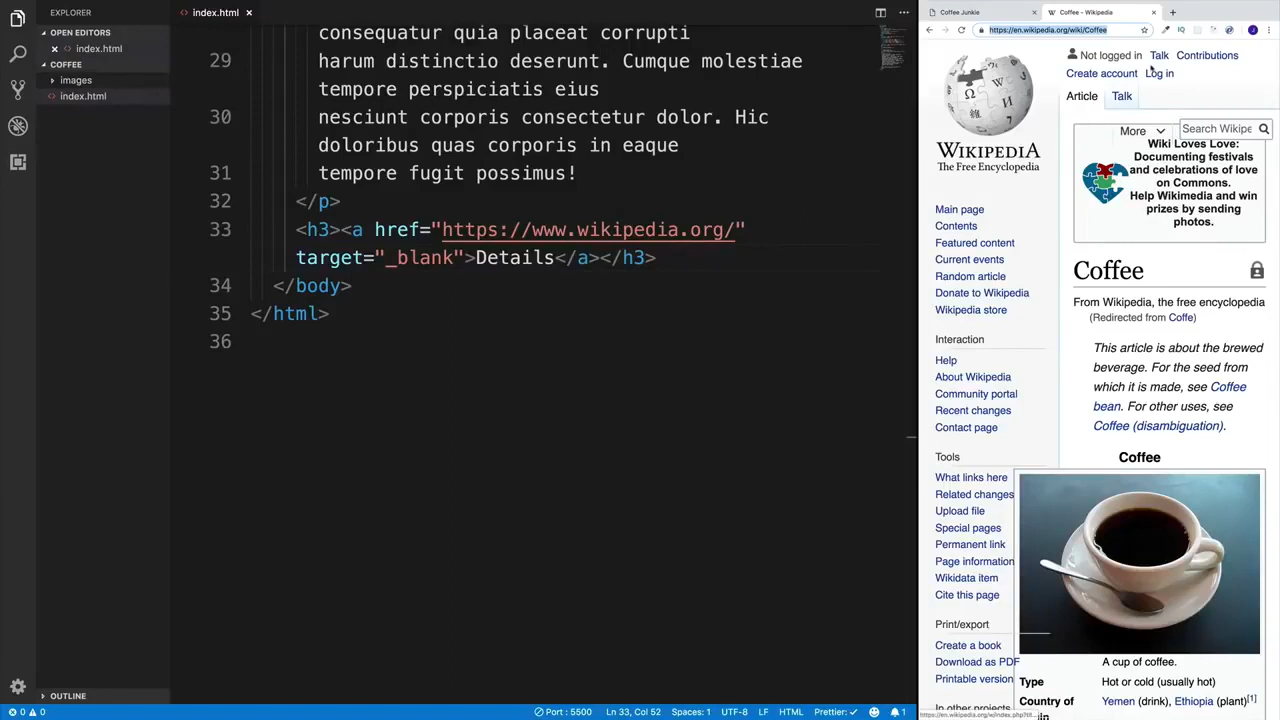 EXPLORER
OPEN EDITORS
index.html
COFFEE
images
index.html
OUTLINE
index.html
consequatur quia placeat corrupti
29 harum distinctio deserunt. Cumque molestiae
tempore perspiciatis eius
30 nesciunt corporis consectetur dolor. Hic
doloribus quas corporis in eaque
31 tempore fugit possimus!
32 </p>
33 <h3><a href="https://www.wikipedia.org/"
target="_blank">Details</a></h3>
34 </body>
35 </html>
36
0 0
Port : 5500
Ln 33, Col 52
Spaces: 1
UTF-8
LF
HTML
Prettier: ✓
1
Coffee Junkie
Coffee - Wikipedia
https://en.wikipedia.org/wiki/Coffee
J
WIKIPEDIA
The Free Encyclopedia
Main page
Contents
Featured content
Current events
Random article
Donate to Wikipedia
Wikipedia store
Interaction
Help
About Wikipedia
Community portal
Recent changes
Contact page
Tools
What links here
Related changes
Upload file
Special pages
Permanent link
Page information
Wikidata item
Cite this page
Print/export
Create a book
Download as PDF
Printable version
In other projects
Not logged in Talk Contributions
Create account Log in
Article Talk
More
Search Wikipe
Wiki Loves Love:
Documenting festivals
and celebrations of love
on Commons.
Help Wikimedia and win
prizes by sending
photos.
Coffee
From Wikipedia, the free encyclopedia
(Redirected from Coffe)
This article is about the brewed
beverage. For the seed from
which it is made, see Coffee
bean. For other uses, see
Coffee (disambiguation).
Coffee
A cup of coffee.
Type Hot or cold (usually hot)
Country of Yemen (drink), Ethiopia (plant)[1]